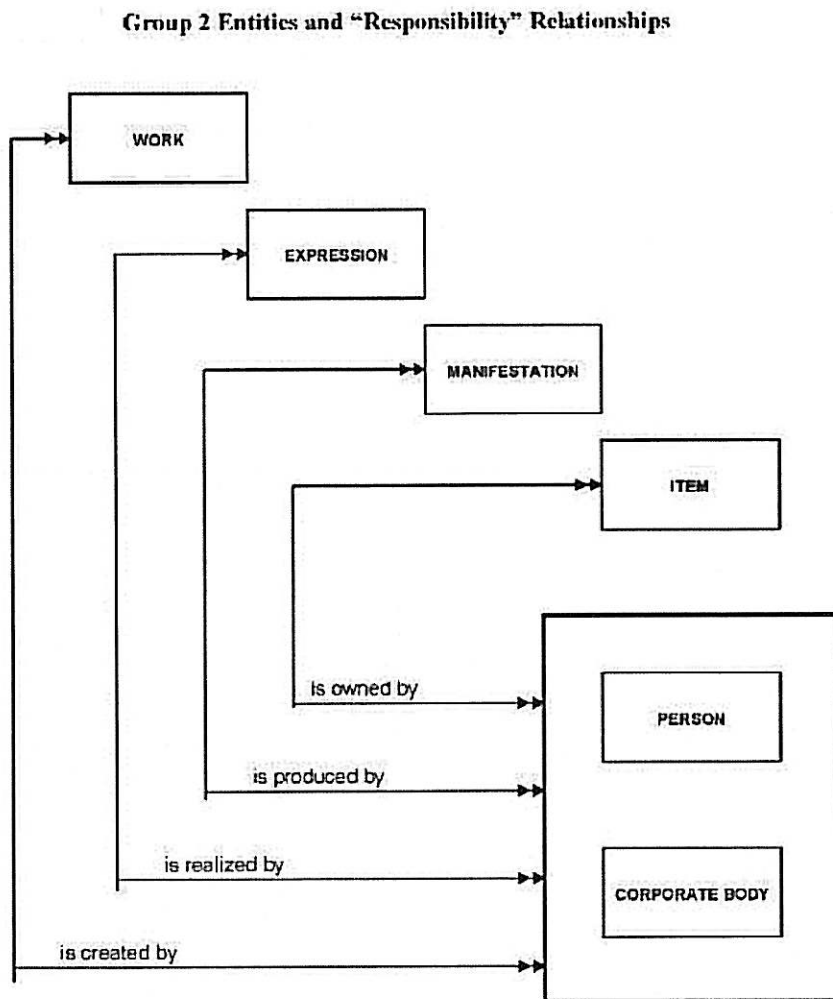 Group 2 Entities and “Responsibility” Relationships
WORK
EXPRESSION
MANIFESTATION
ITEM
is owned by
PERSON
is produced by
is realized by
CORPORATE BODY
is created by